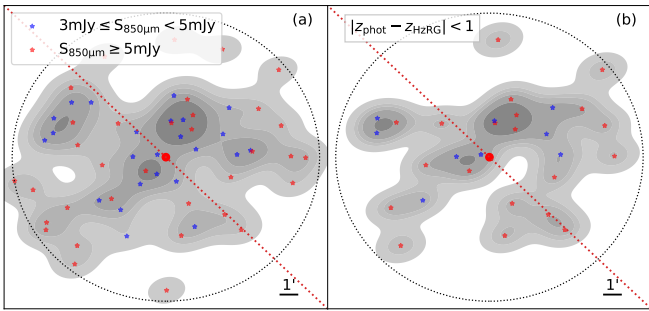 (a)
3mJy ≤ S850μm < 5mJy
S850μm ≥ 5mJy
1'
(b)
|zphot − zHzRG| < 1
1'